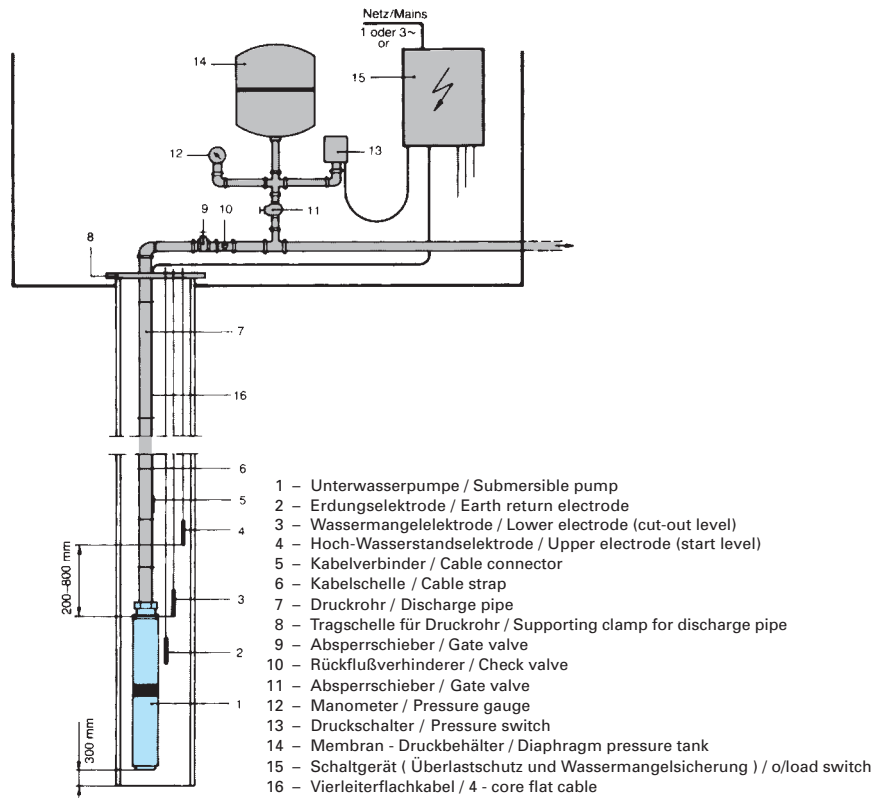 Netz/Mains
1 oder 3~
or
14
15
12
13
9 10
11
8
7
16
6
5
4
200–800 mm
3
2
1
300 mm
1 – Unterwasserpumpe / Submersible pump
2 – Erdungselektrode / Earth return electrode
3 – Wassermangelelektrode / Lower electrode (cut-out level)
4 – Hoch-Wasserstandselektrode / Upper electrode (start level)
5 – Kabelverbinder / Cable connector
6 – Kabelschelle / Cable strap
7 – Druckrohr / Discharge pipe
8 – Tragschelle für Druckrohr / Supporting clamp for discharge pipe
9 – Absperrschieber / Gate valve
10 – Rückflußverhinderer / Check valve
11 – Absperrschieber / Gate valve
12 – Manometer / Pressure gauge
13 – Druckschalter / Pressure switch
14 – Membran - Druckbehälter / Diaphragm pressure tank
15 – Schaltgerät ( Überlastschutz und Wassermangelsicherung ) / o/load switch
16 – Vierleiterflachkabel / 4 - core flat cable